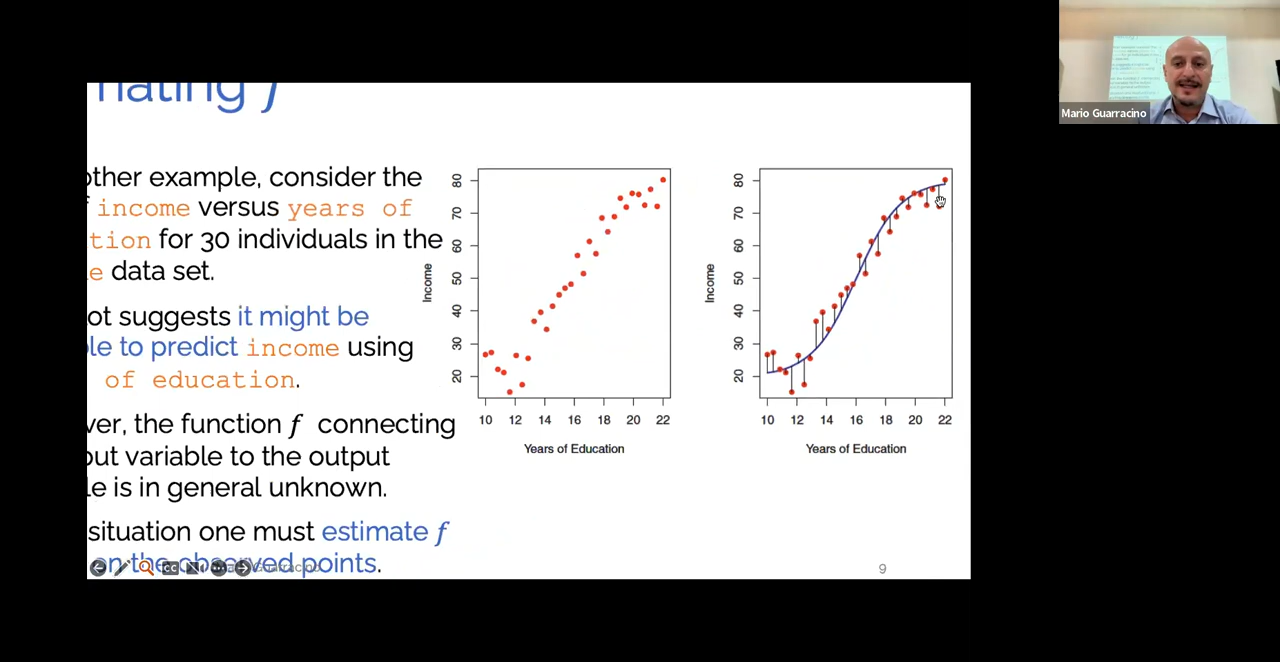 nating f
other example, consider the
income versus years of
tion for 30 individuals in the
e data set.
ot suggests it might be
le to predict income using
of education.
ver, the function f connecting
out variable to the output
le is in general unknown.
situation one must estimate f
on the observed points.
Income
80
70
60
50
40
30
20
10 12 14 16 18 20 22
Years of Education
Income
80
70
60
50
40
30
20
10 12 14 16 18 20 22
Years of Education
9
Mario Guarracino